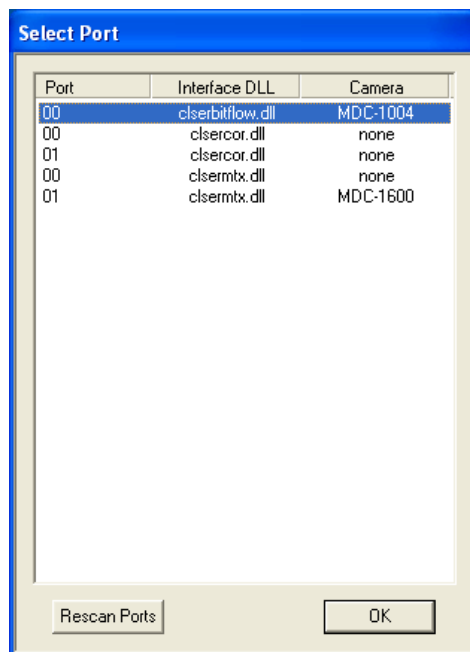 Select Port
Port Interface DLL Camera
00 clserbitflow.dll MDC-1004
00 clsercor.dll none
01 clsercor.dll none
00 clsermtx.dll none
01 clsermtx.dll MDC-1600
Rescan Ports OK